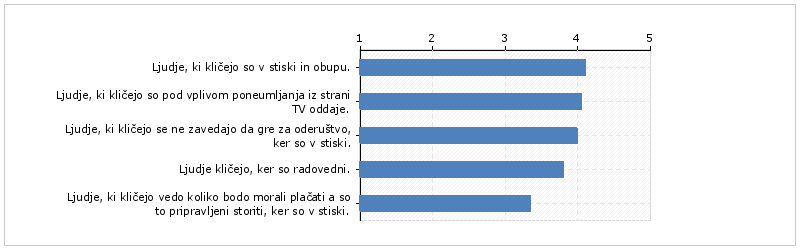 1 2 3 4 5
Ljudje, ki kličejo so v stiski in obupu.
Ljudje, ki kličejo so pod vplivom poneumljanja iz strani
TV oddaje.
Ljudje, ki kličejo se ne zavedajo da gre za oderuštvo,
ker so v stiski.
Ljudje kličejo, ker so radovedni.
Ljudje, ki kličejo vedo koliko bodo morali plačati a so
to pripravljeni storiti, ker so v stiski.